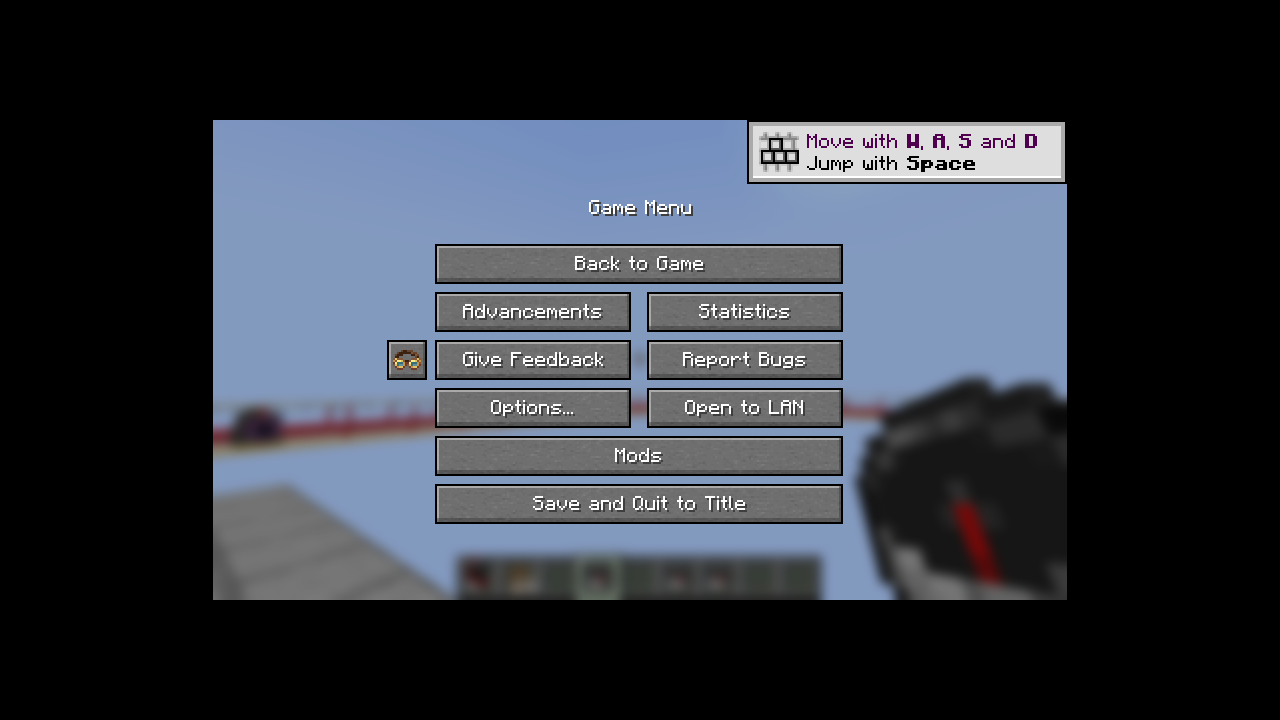 Move with W, A, S and D
Jump with Space
Game Menu
Back to Game
Advancements
Statistics
Give Feedback
Report Bugs
Options...
Open to LAN
Mods
Save and Quit to Title